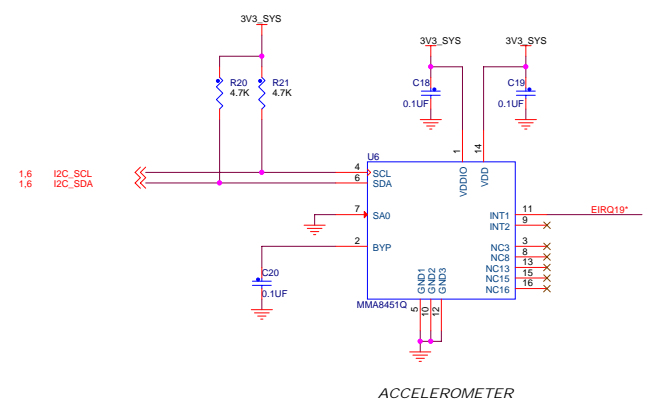 3V3_SYS
3V3_SYS 3V3_SYS
R20 R21
4.7K 4.7K
C18 C19
0.1UF 0.1UF
1 14
U6
VDDIO VDD
1,6 I2C_SCL 4 SCL
1,6 I2C_SDA 6 SDA
7 SA0 INT1 11 EIRQ19*
INT2 9
2 BYP NC3 3
NC8 8
NC13 13
NC15 15
NC16 16
C20
0.1UF
GND1 GND2 GND3
MMA8451Q
5 10 12
ACCELEROMETER